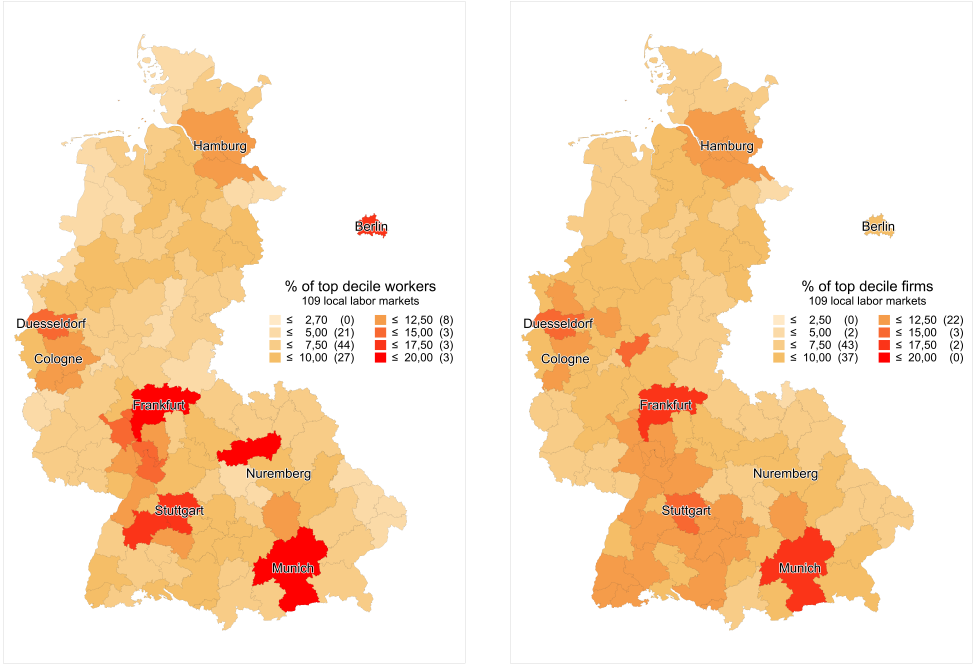 Hamburg
Berlin
% of top decile workers
109 local labor markets
≤ 2,70 (0) ≤ 12,50 (8)
≤ 5,00 (21) ≤ 15,00 (3)
≤ 7,50 (44) ≤ 17,50 (3)
≤ 10,00 (27) ≤ 20,00 (3)
Duesseldorf
Cologne
Frankfurt
Nuremberg
Stuttgart
Munich
Hamburg
Berlin
% of top decile firms
109 local labor markets
≤ 2,50 (0) ≤ 12,50 (22)
≤ 5,00 (2) ≤ 15,00 (3)
≤ 7,50 (43) ≤ 17,50 (2)
≤ 10,00 (37) ≤ 20,00 (0)
Duesseldorf
Cologne
Frankfurt
Nuremberg
Stuttgart
Munich